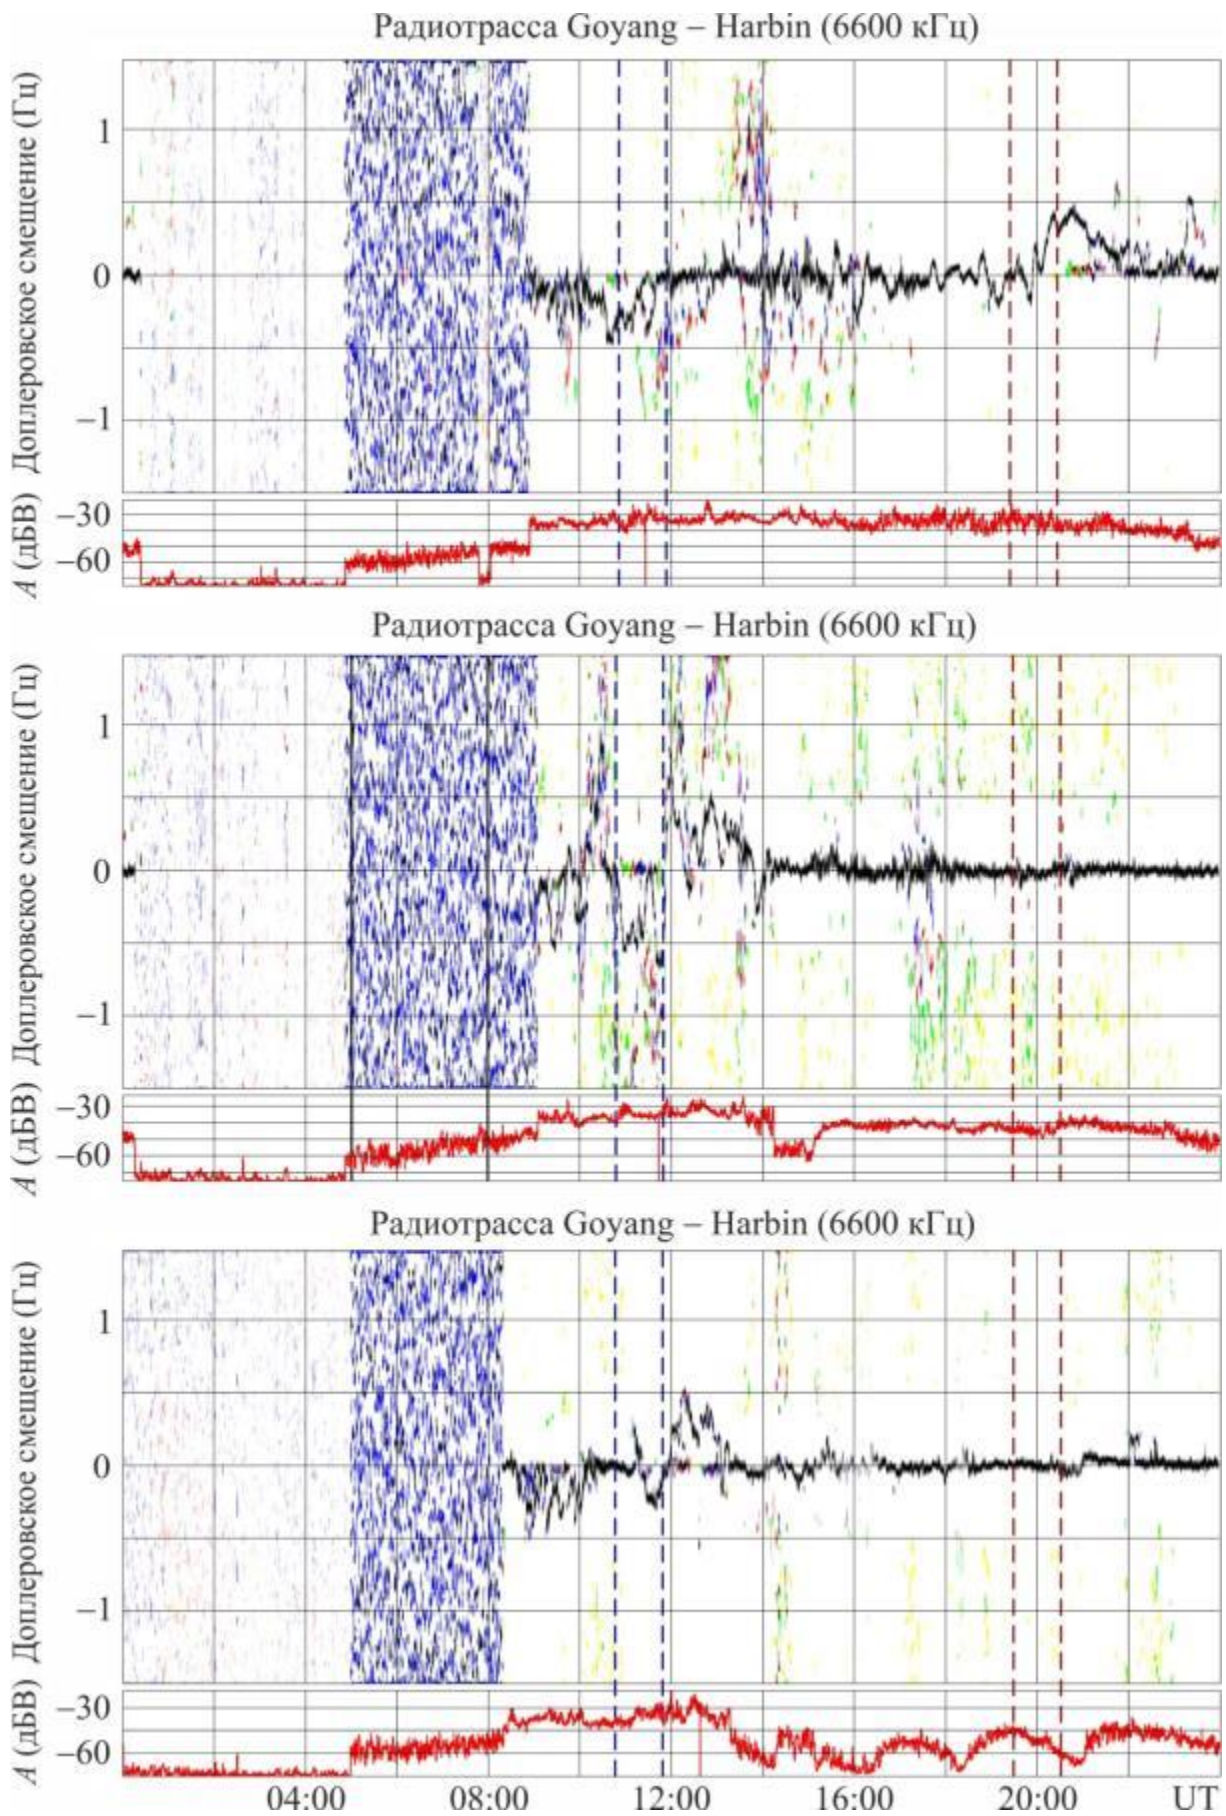 Радиотрасса Goyang – Harbin (6600 кГц)
Доплеровское смещение (Гц)
1
0
−1
A (дБВ)
−30
−60
Радиотрасса Goyang – Harbin (6600 кГц)
Доплеровское смещение (Гц)
1
0
−1
A (дБВ)
−30
−60
Радиотрасса Goyang – Harbin (6600 кГц)
Доплеровское смещение (Гц)
1
0
−1
A (дБВ)
−30
−60
04:00 08:00 12:00 16:00 20:00 UT